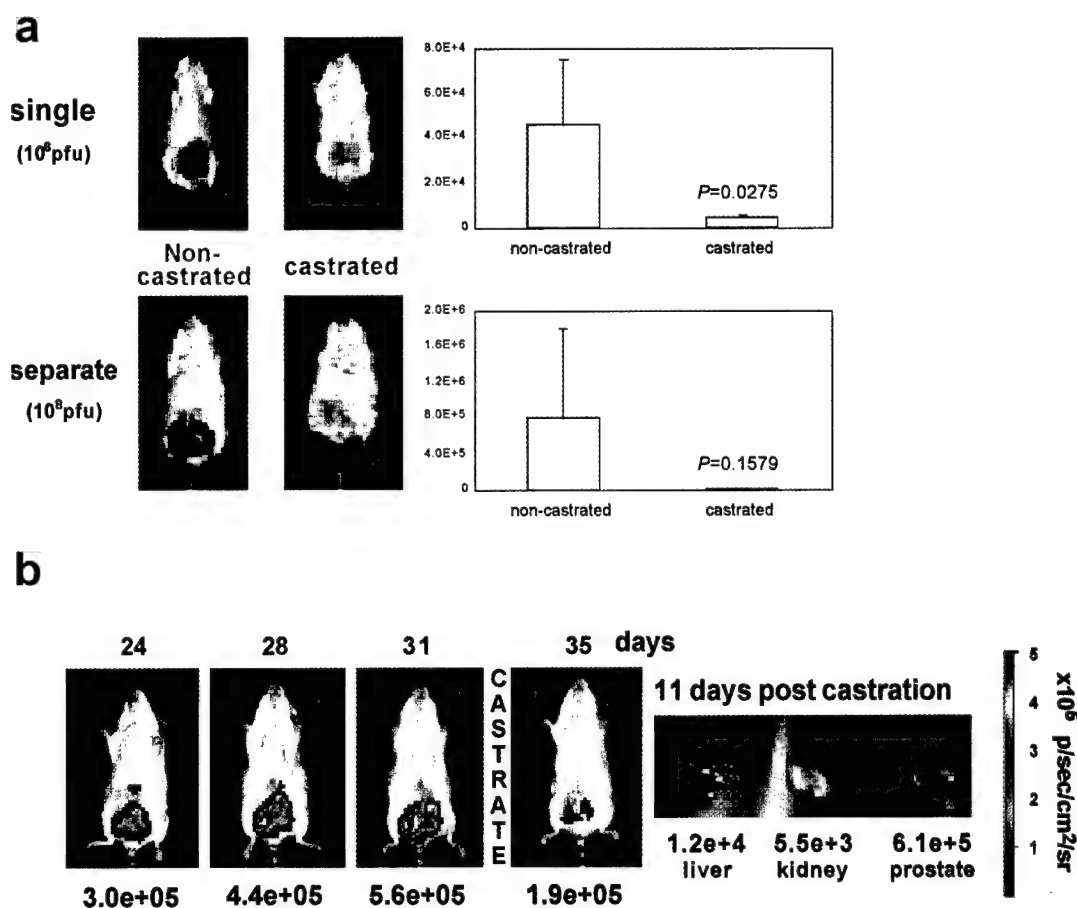 a
single
(10⁶pfu)
8.0E+4
6.0E+4
4.0E+4
2.0E+4
0
P=0.0275
non-castrated
castrated
Non-
castrated
castrated
separate
(10⁸pfu)
2.0E+6
1.6E+6
1.2E+6
8.0E+5
4.0E+5
0
P=0.1579
non-castrated
castrated
b
24
28
31
35 days
CASTRATE
11 days post castration
1.2e+4
5.5e+3
6.1e+5
liver
kidney
prostate
3.0e+05
4.4e+05
5.6e+05
1.9e+05
5
4
3
2
1
x10⁵ p/sec/cm²/sr